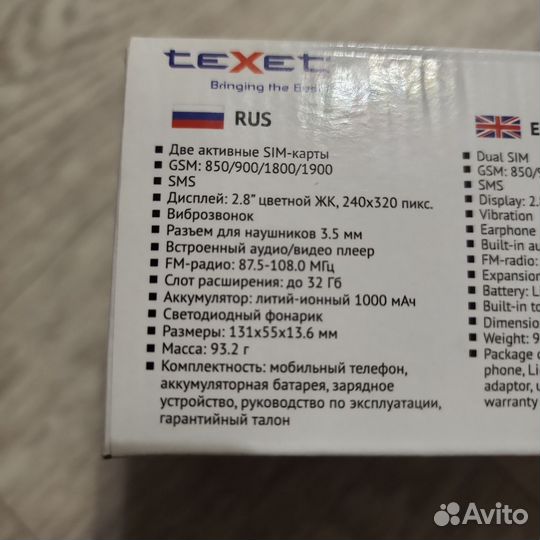 teXet
Bringing the Best
RUS
Две активные SIM-карты
GSM: 850/900/1800/1900
SMS
Дисплей: 2.8" цветной ЖК, 240x320 пикс.
Виброзвонок
Разъем для наушников 3.5 мм
Встроенный аудио/видео плеер
FM-радио: 87.5-108.0 МГц
Слот расширения: до 32 Гб
Аккумулятор: литий-ионный 1000 мАч
Светодиодный фонарик
Размеры: 131x55x13.6 мм
Масса: 93.2 г
Комплектность: мобильный телефон,
аккумуляторная батарея, зарядное
устройство, руководство по эксплуатации,
гарантийный талон
Dual SIM
GSM: 850/9
SMS
Display: 2.
Vibration
Earphone
Built-in au
FM-radio:
Expansion
Battery: L
Built-in to
Dimension
Weight: 9
Package c
phone, Li
adaptor, u
warranty
Avito